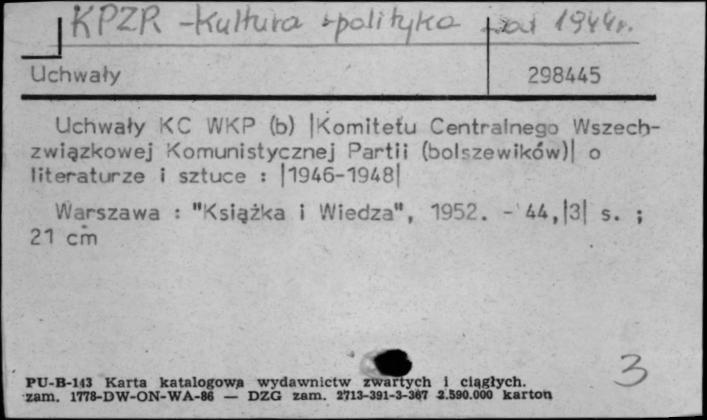 KPZR - Kultura - polityka - od 1944r.
Uchwały 298445
Uchwały KC WKP (b) |Komitetu Centralnego Wszech-
związkowej Komunistycznej Partii (bolszewików)| o
literaturze i sztuce : |1946-1948|
Warszawa : "Książka i Wiedza", 1952. - 44,|3| s. ;
21 cm
3
PU-B-143 Karta katalogowa wydawnictw zwartych i ciągłych.
zam. 1778-DW-ON-WA-86 — DZG zam. 2713-391-3-367 2.590.000 karton